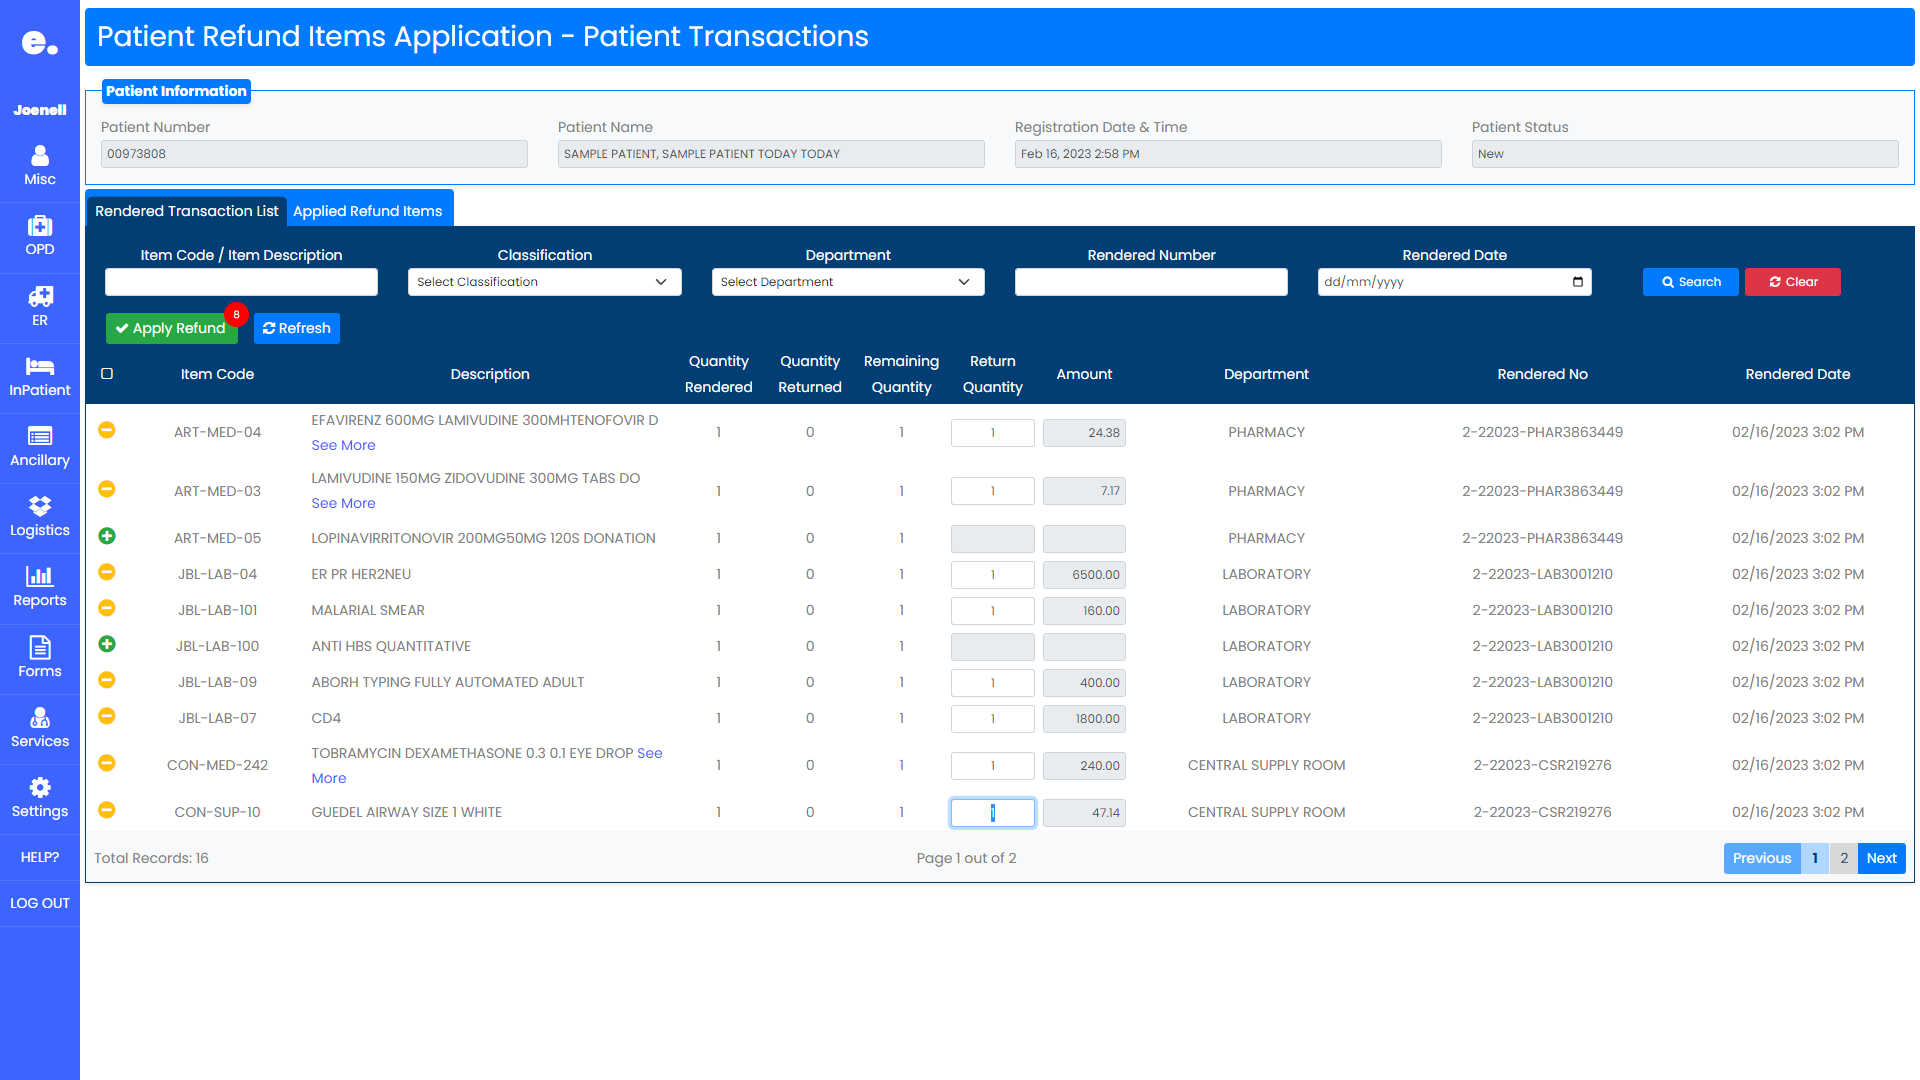 e.
Joenell
Misc
OPD
ER
InPatient
Ancillary
Logistics
Reports
Forms
Services
Settings
HELP?
LOG OUT
Patient Refund Items Application - Patient Transactions
Patient Information
Patient Number Patient Name Registration Date & Time Patient Status
00973808 SAMPLE PATIENT, SAMPLE PATIENT TODAY TODAY Feb 16, 2023 2:58 PM New
Rendered Transaction List Applied Refund Items
Item Code / Item Description Classification Department Rendered Number Rendered Date
Select Classification Select Department dd/mm/yyyy Search Clear
Apply Refund 8 Refresh
Item Code Description Quantity Rendered Quantity Returned Remaining Quantity Return Quantity Amount Department Rendered No Rendered Date
ART-MED-04 EFAVIRENZ 600MG LAMIVUDINE 300MHTENOFOVIR D See More 1 0 1 1 24.38 PHARMACY 2-22023-PHAR3863449 02/16/2023 3:02 PM
ART-MED-03 LAMIVUDINE 150MG ZIDOVUDINE 300MG TABS DO See More 1 0 1 1 7.17 PHARMACY 2-22023-PHAR3863449 02/16/2023 3:02 PM
ART-MED-05 LOPINAVIRRITONOVIR 200MG50MG 120S DONATION 1 0 1 PHARMACY 2-22023-PHAR3863449 02/16/2023 3:02 PM
JBL-LAB-04 ER PR HER2NEU 1 0 1 1 6500.00 LABORATORY 2-22023-LAB3001210 02/16/2023 3:02 PM
JBL-LAB-101 MALARIAL SMEAR 1 0 1 1 160.00 LABORATORY 2-22023-LAB3001210 02/16/2023 3:02 PM
JBL-LAB-100 ANTI HBS QUANTITATIVE 1 0 1 LABORATORY 2-22023-LAB3001210 02/16/2023 3:02 PM
JBL-LAB-09 ABORH TYPING FULLY AUTOMATED ADULT 1 0 1 1 400.00 LABORATORY 2-22023-LAB3001210 02/16/2023 3:02 PM
JBL-LAB-07 CD4 1 0 1 1 1800.00 LABORATORY 2-22023-LAB3001210 02/16/2023 3:02 PM
CON-MED-242 TOBRAMYCIN DEXAMETHASONE 0.3 0.1 EYE DROP See More 1 0 1 1 240.00 CENTRAL SUPPLY ROOM 2-22023-CSR219276 02/16/2023 3:02 PM
CON-SUP-10 GUEDEL AIRWAY SIZE 1 WHITE 1 0 1 1 47.14 CENTRAL SUPPLY ROOM 2-22023-CSR219276 02/16/2023 3:02 PM
Total Records: 16 Page 1 out of 2 Previous 1 2 Next